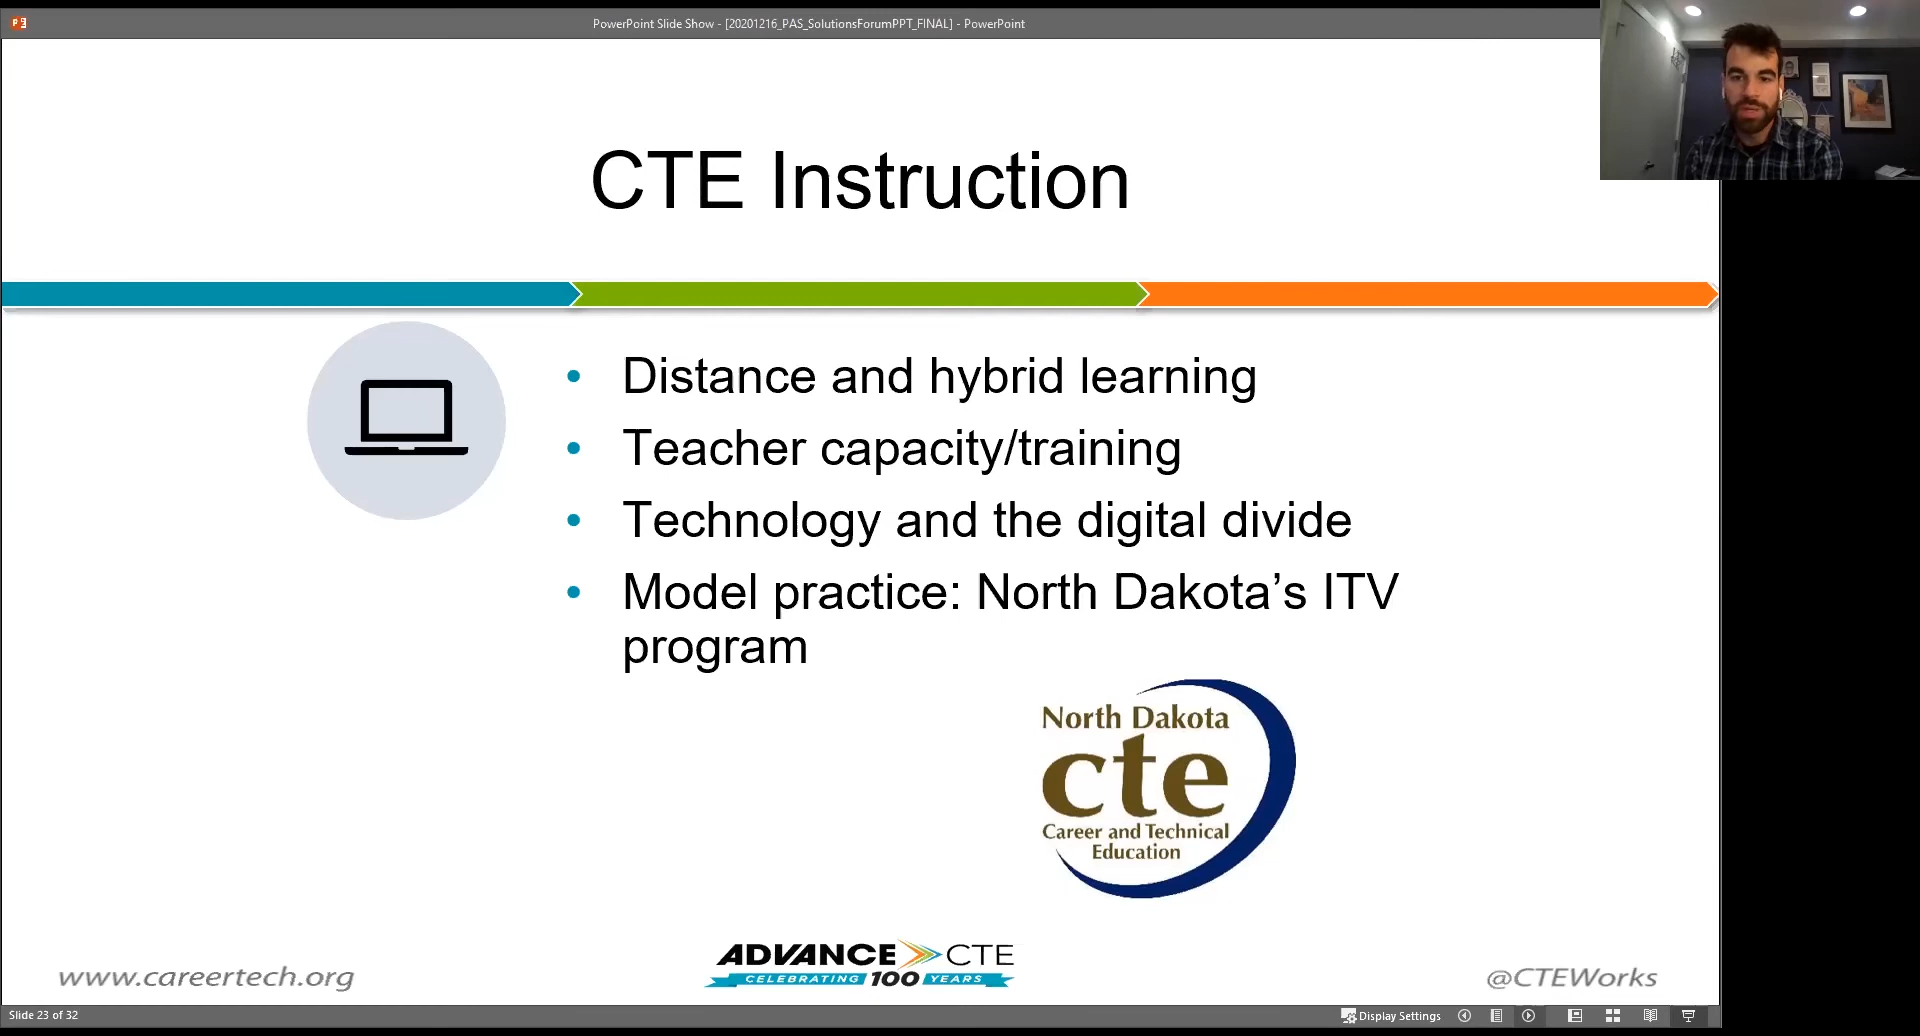 PowerPoint Slide Show - [20201216_PAS_SolutionsForumPPT_FINAL] - PowerPoint
CTE Instruction
• Distance and hybrid learning
• Teacher capacity/training
• Technology and the digital divide
• Model practice: North Dakota’s ITV
program
North Dakota
cte
Career and Technical
Education
www.careertech.org
ADVANCE CTE
CELEBRATING 100 YEARS
@CTEWorks
Slide 23 of 32
Display Settings